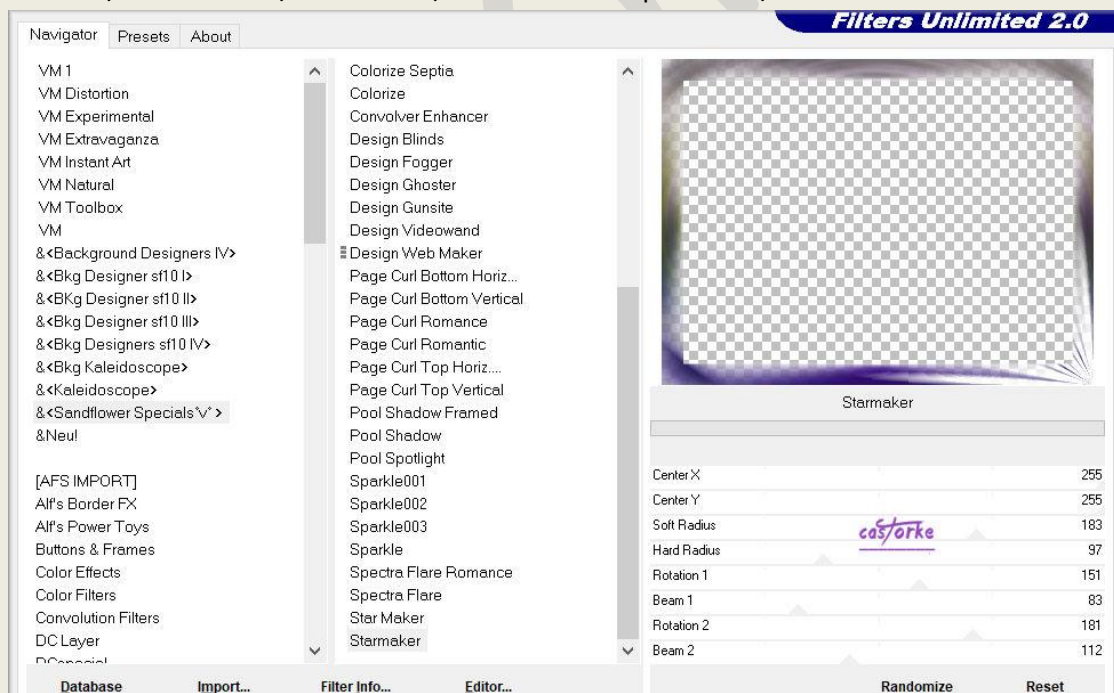 Filters Unlimited 2.0
Navigator Presets About
VM 1
VM Distortion
VM Experimental
VM Extravaganza
VM Instant Art
VM Natural
VM Toolbox
VM
&<Background Designers IV>
&<Bkg Designer sf10 I>
&<BKg Designer sf10 II>
&<Bkg Designer sf10 III>
&<Bkg Designers sf10 IV>
&<Bkg Kaleidoscope>
&<Kaleidoscope>
&<Sandflower Specials°v° >
&Neu!
[AFS IMPORT]
Alf's Border FX
Alf's Power Toys
Buttons & Frames
Color Effects
Color Filters
Convolution Filters
DC Layer
Colorize Septia
Colorize
Convolver Enhancer
Design Blinds
Design Fogger
Design Ghoster
Design Gunsite
Design Videowand
Design Web Maker
Page Curl Bottom Horiz...
Page Curl Bottom Vertical
Page Curl Romance
Page Curl Romantic
Page Curl Top Horiz....
Page Curl Top Vertical
Pool Shadow Framed
Pool Shadow
Pool Spotlight
Sparkle001
Sparkle002
Sparkle003
Sparkle
Spectra Flare Romance
Spectra Flare
Star Maker
Starmaker
Starmaker
Center X 255
Center Y 255
Soft Radius 183
Hard Radius 97
Rotation 1 151
Beam 1 83
Rotation 2 181
Beam 2 112
castorke
Database Import... Filter Info... Editor... Randomize Reset